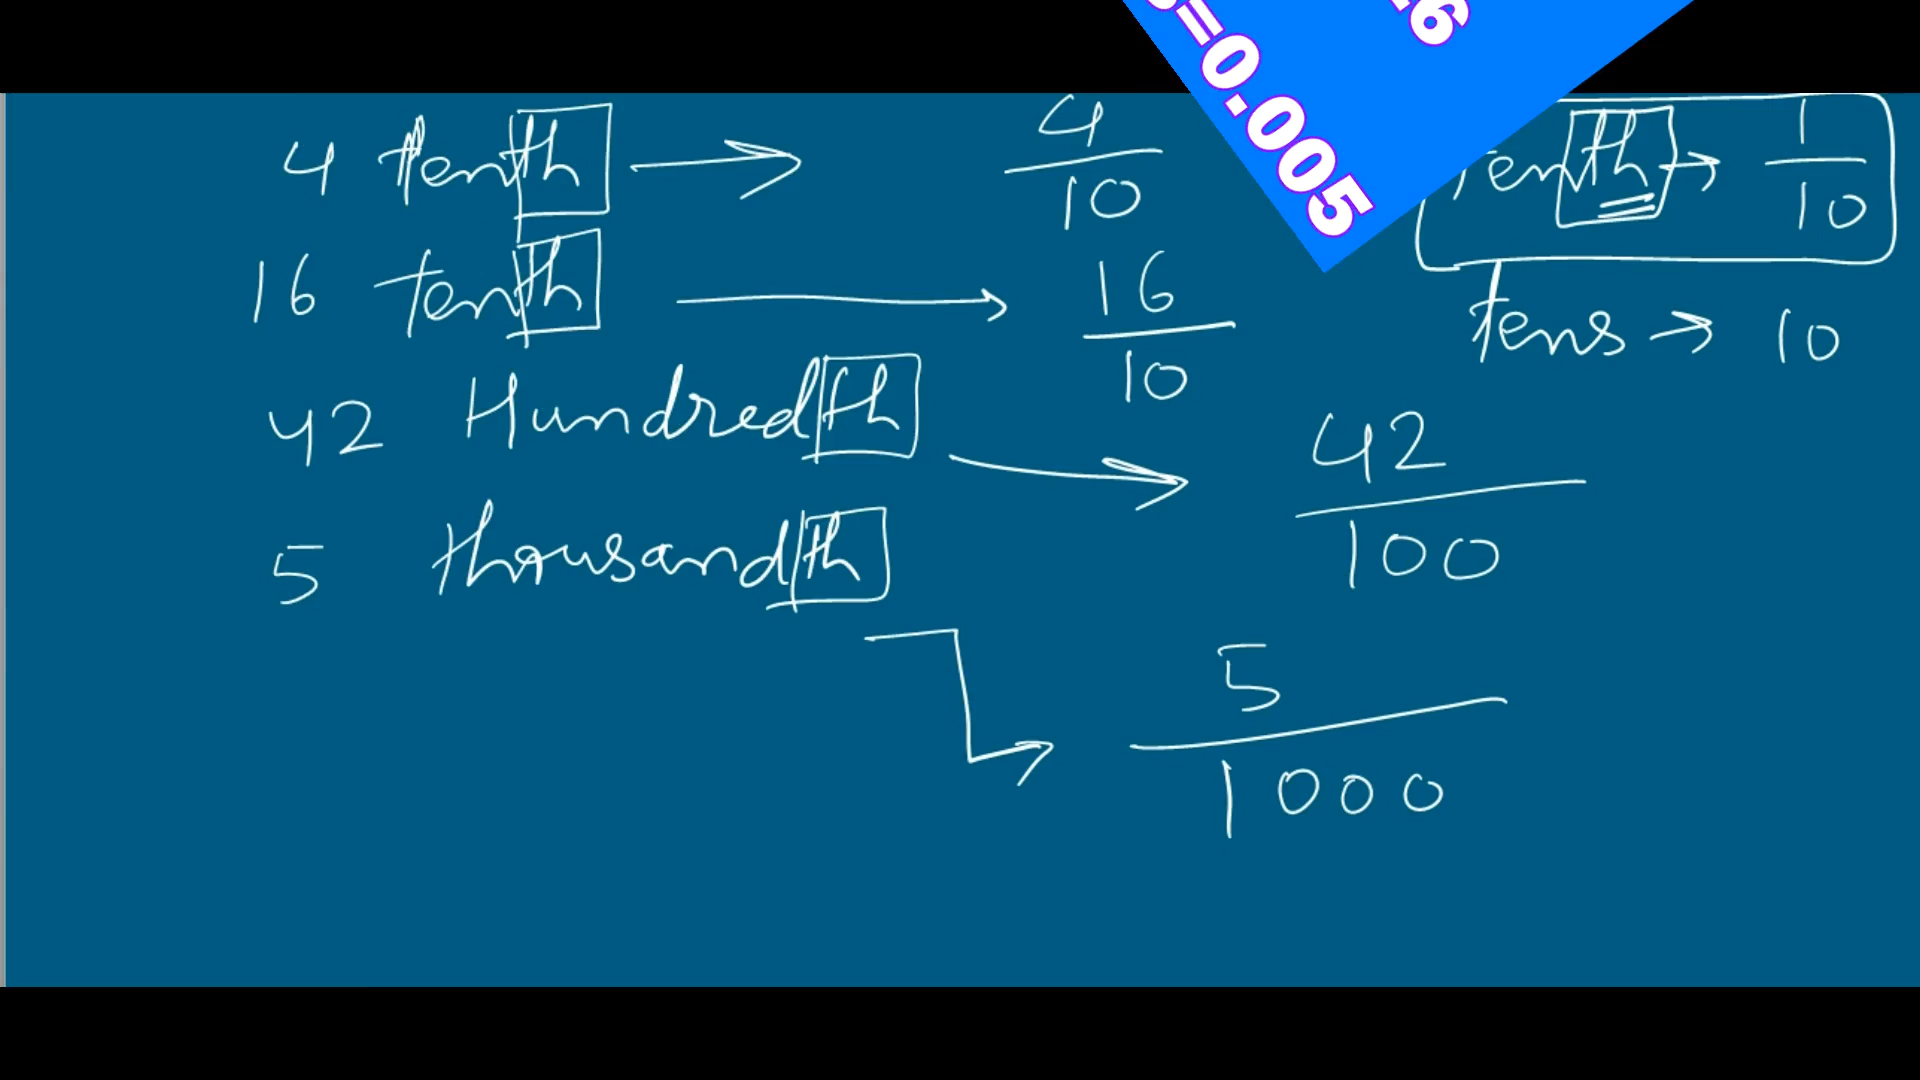 4 tenth → 4/10
16 tenth → 16/10
42 Hundredth → 42/100
5 thousandth → 5/1000
tenth → 1/10
tens → 10
=0.005
6